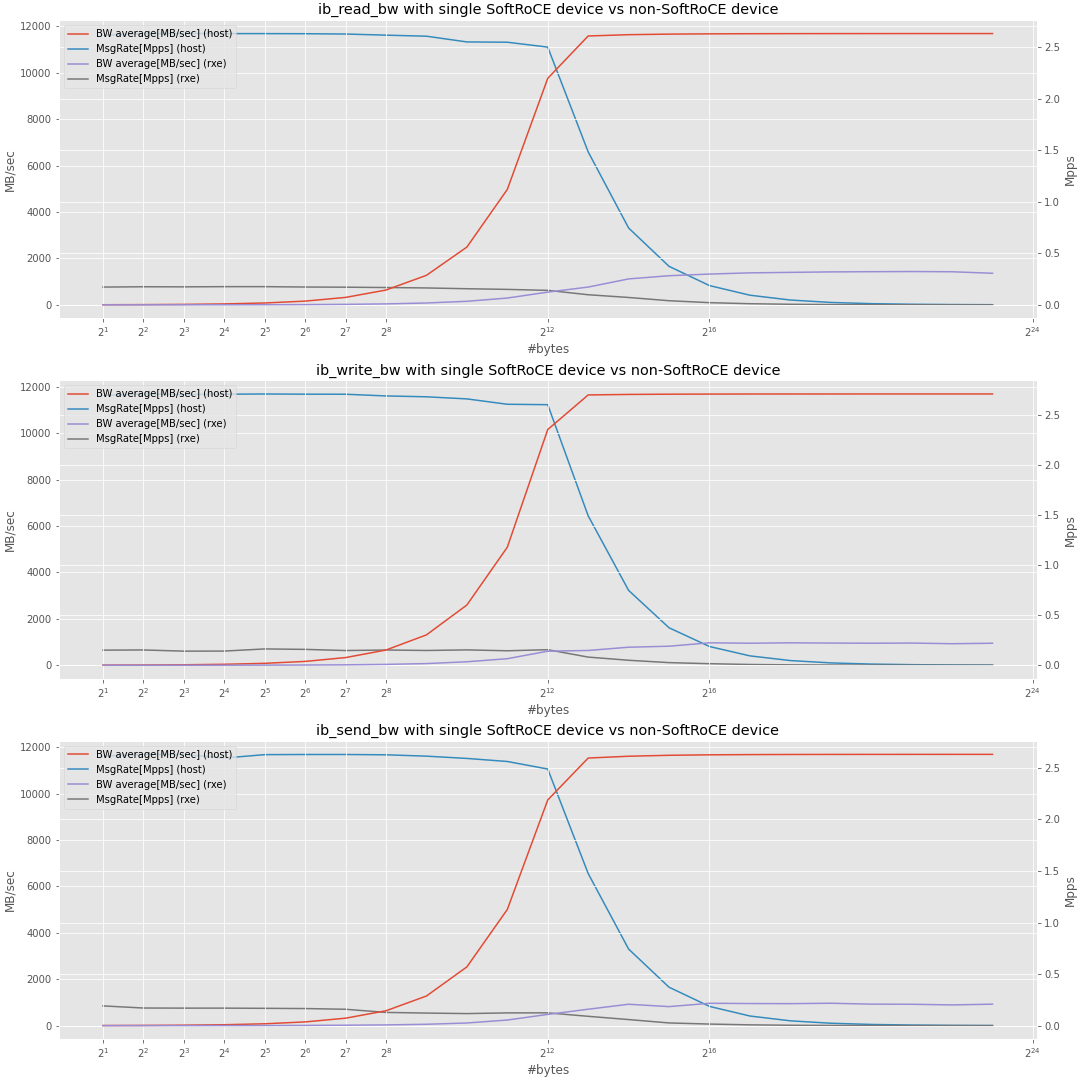 ib_read_bw with single SoftRoCE device vs non-SoftRoCE device
12000
10000
8000
6000
4000
2000
0
MB/sec
BW average[MB/sec] (host)
MsgRate[Mpps] (host)
BW average[MB/sec] (rxe)
MsgRate[Mpps] (rxe)
2.5
2.0
1.5
1.0
0.5
0.0
Mpps
2^1 2^2 2^3 2^4 2^5 2^6 2^7 2^8 2^12 2^16 2^24
#bytes
ib_write_bw with single SoftRoCE device vs non-SoftRoCE device
12000
10000
8000
6000
4000
2000
0
MB/sec
BW average[MB/sec] (host)
MsgRate[Mpps] (host)
BW average[MB/sec] (rxe)
MsgRate[Mpps] (rxe)
2.5
2.0
1.5
1.0
0.5
0.0
Mpps
2^1 2^2 2^3 2^4 2^5 2^6 2^7 2^8 2^12 2^16 2^24
#bytes
ib_send_bw with single SoftRoCE device vs non-SoftRoCE device
12000
10000
8000
6000
4000
2000
0
MB/sec
BW average[MB/sec] (host)
MsgRate[Mpps] (host)
BW average[MB/sec] (rxe)
MsgRate[Mpps] (rxe)
2.5
2.0
1.5
1.0
0.5
0.0
Mpps
2^1 2^2 2^3 2^4 2^5 2^6 2^7 2^8 2^12 2^16 2^24
#bytes